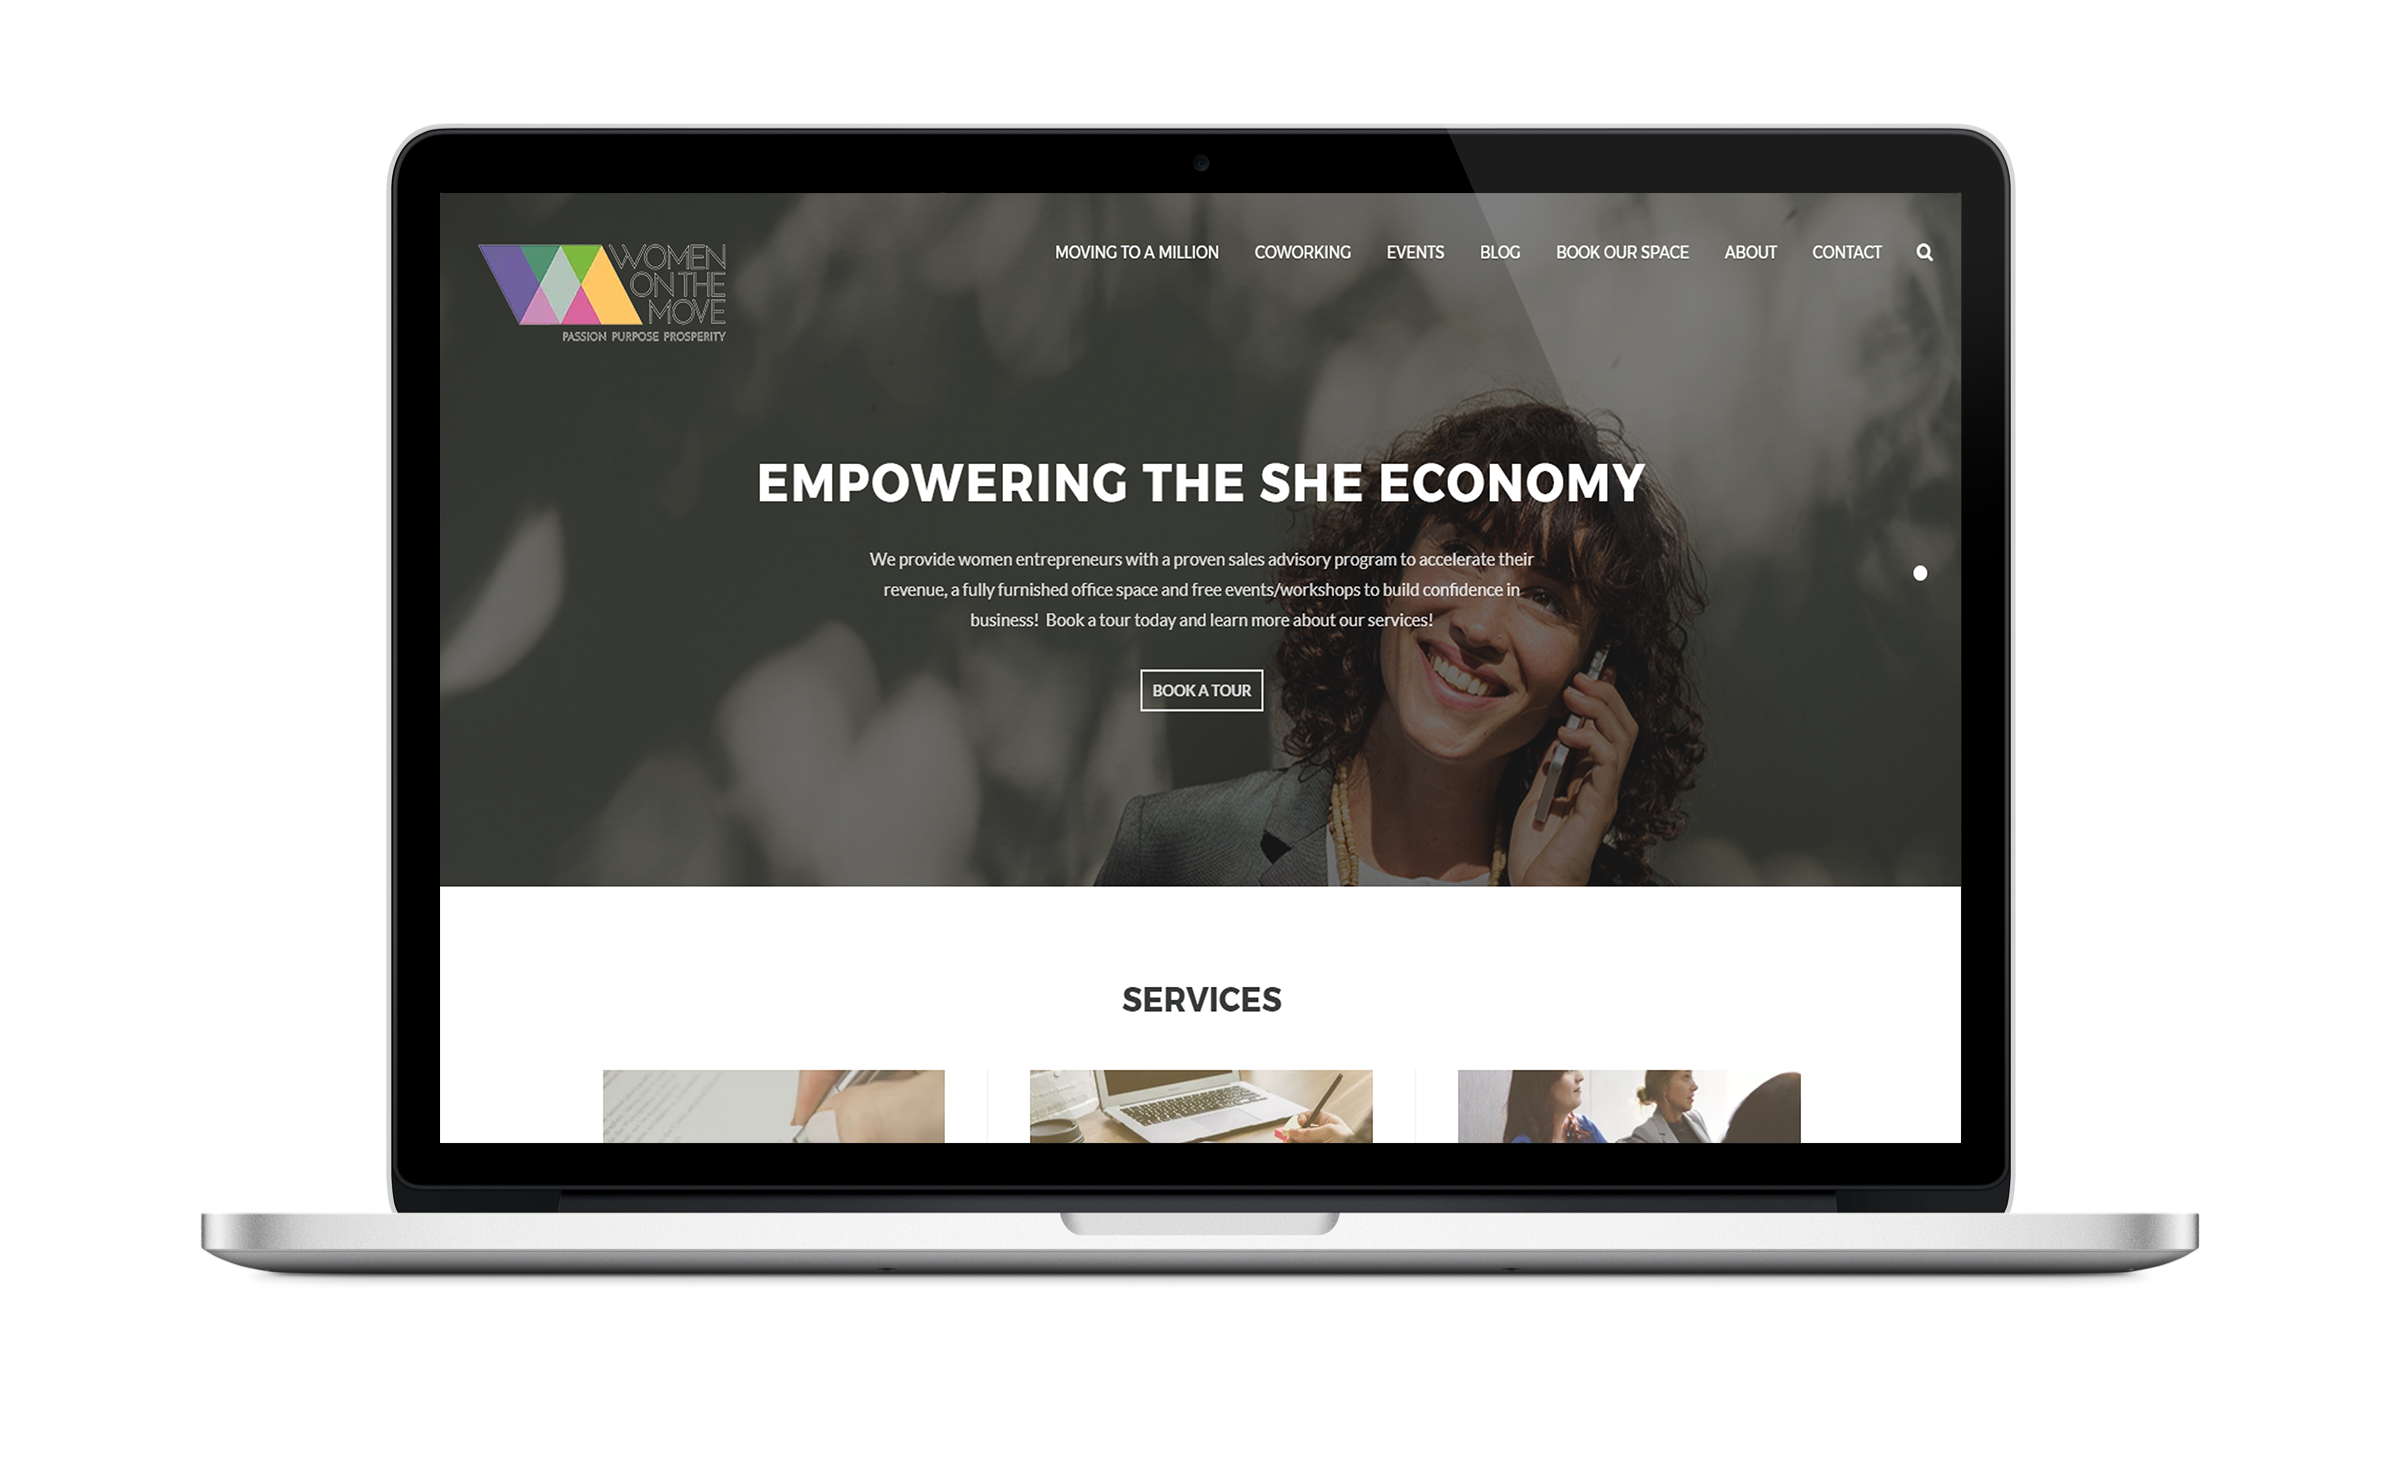 WOMEN
ON THE
MOVE
PASSION PURPOSE PROSPERITY
MOVING TO A MILLION COWORKING EVENTS BLOG BOOK OUR SPACE ABOUT CONTACT
EMPOWERING THE SHE ECONOMY
We provide women entrepreneurs with a proven sales advisory program to accelerate their
revenue, a fully furnished office space and free events/workshops to build confidence in
business! Book a tour today and learn more about our services!
BOOK A TOUR
SERVICES